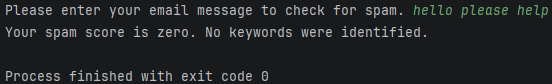 Please enter your email message to check for spam. hello please help
Your spam score is zero. No keywords were identified.
Process finished with exit code 0